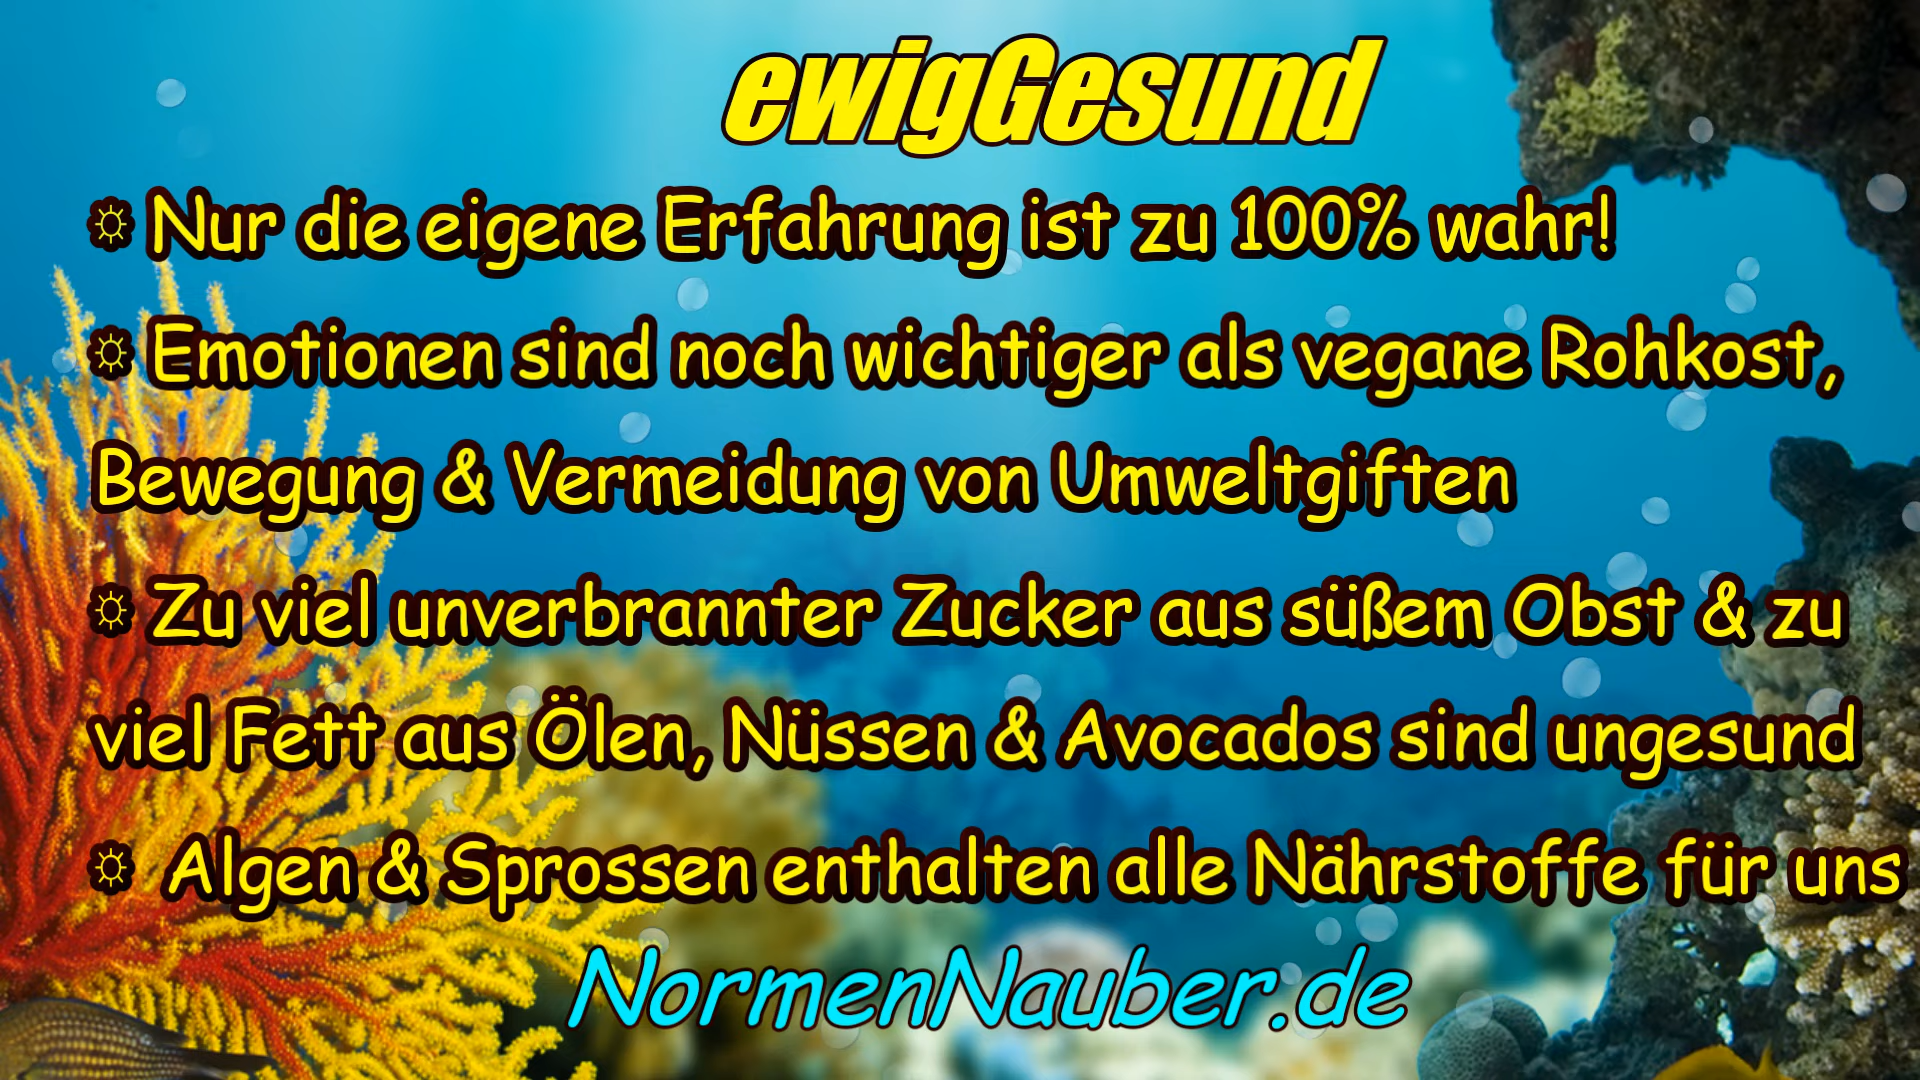 ewigGesund
☼ Nur die eigene Erfahrung ist zu 100% wahr!
☼ Emotionen sind noch wichtiger als vegane Rohkost,
Bewegung & Vermeidung von Umweltgiften
☼ Zu viel unverbrannter Zucker aus süßem Obst & zu
viel Fett aus Ölen, Nüssen & Avocados sind ungesund
☼ Algen & Sprossen enthalten alle Nährstoffe für uns
NormenNauber.de